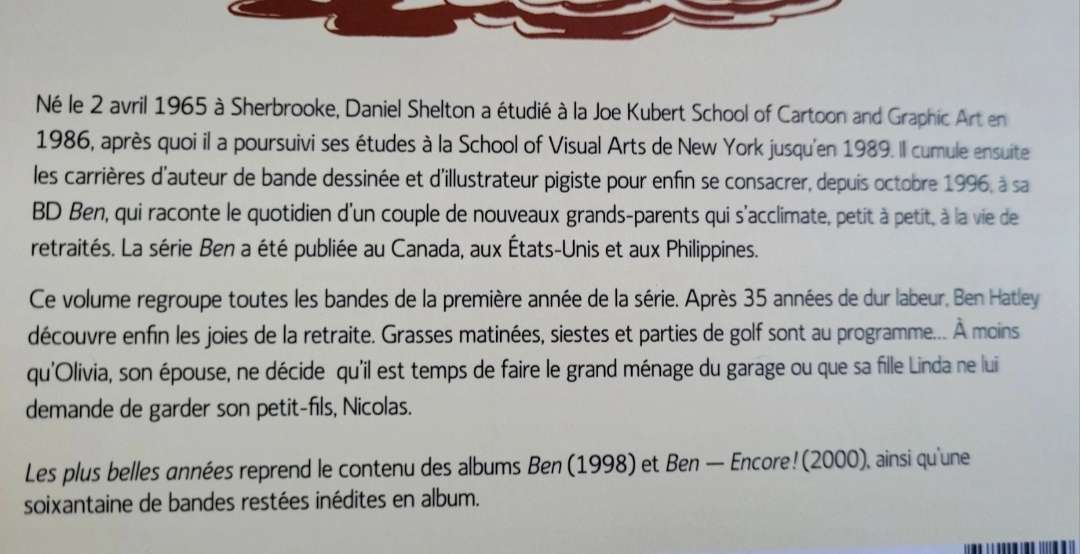 Né le 2 avril 1965 à Sherbrooke, Daniel Shelton a étudié à la Joe Kubert School of Cartoon and Graphic Art en
1986, après quoi il a poursuivi ses études à la School of Visual Arts de New York jusqu'en 1989. Il cumule ensuite
les carrières d'auteur de bande dessinée et d'illustrateur pigiste pour enfin se consacrer, depuis octobre 1996, à sa
BD Ben, qui raconte le quotidien d'un couple de nouveaux grands-parents qui s'acclimate, petit à petit, à la vie de
retraités. La série Ben a été publiée au Canada, aux États-Unis et aux Philippines.
Ce volume regroupe toutes les bandes de la première année de la série. Après 35 années de dur labeur, Ben Hatley
découvre enfin les joies de la retraite. Grasses matinées, siestes et parties de golf sont au programme... À moins
qu'Olivia, son épouse, ne décide qu'il est temps de faire le grand ménage du garage ou que sa fille Linda ne lui
demande de garder son petit-fils, Nicolas.
Les plus belles années reprend le contenu des albums Ben (1998) et Ben — Encore! (2000), ainsi qu'une
soixantaine de bandes restées inédites en album.